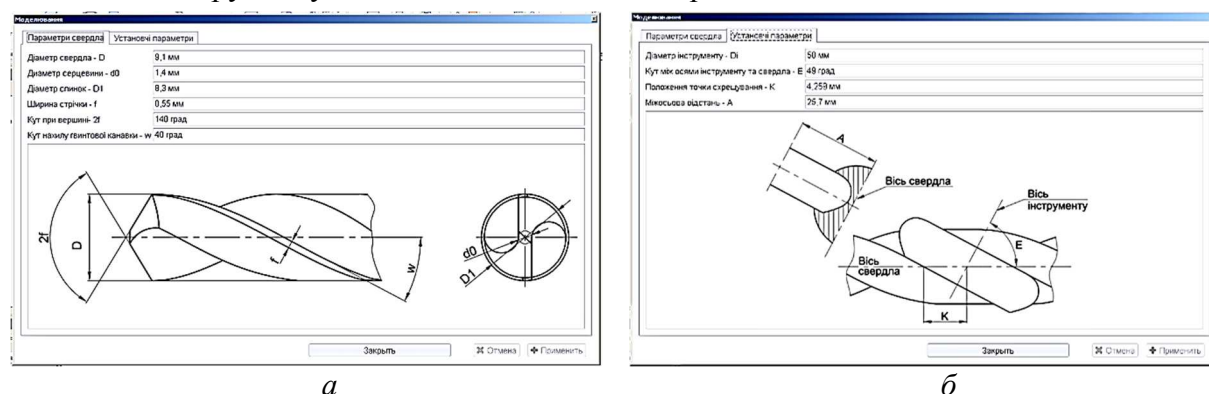 Моделювання
Параметри свердла
Установчі параметри
Діаметр свердла - D
9,1 мм
Диаметр серцевини - d0
1,4 мм
Діаметр спинок - D1
8,3 мм
Ширина стрічки - f
0,55 мм
Кут при вершині- 2f
140 град
Кут нахилу гвинтової канавки - w
40 град
2f
D
f
w
d0
D1
Закрыть
Отмена
Применить
а
Моделювання
Параметри свердла
Установчі параметри
Діаметр інструменту - Di
50 мм
Кут між осями інструменту та свердла - E
49 град
Положення точки схрещування - K
4,259 мм
Міжосьова відстань - A
25,7 мм
A
Вісь свердла
Вісь
інструменту
E
Вісь
свердла
K
Закрыть
Отмена
Применить
б